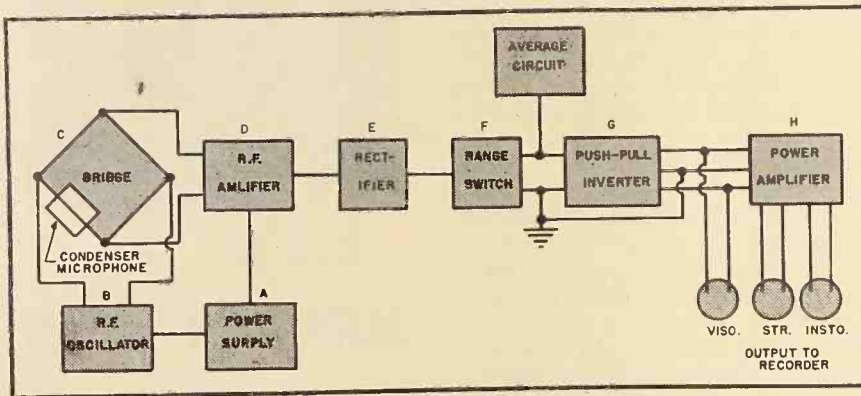 AVERAGE
CIRCUIT
C
D
E
F
G
H
BRIDGE
R.F.
AMLIFIER
RECT-
IFIER
RANGE
SWITCH
PUSH-PULL
INVERTER
POWER
AMPLIFIER
CONDENSER
MICROPHONE
B
R.F.
OSCILLATOR
A
POWER
SUPPLY
VISO.
STR.
INSTO.
OUTPUT TO
RECORDER